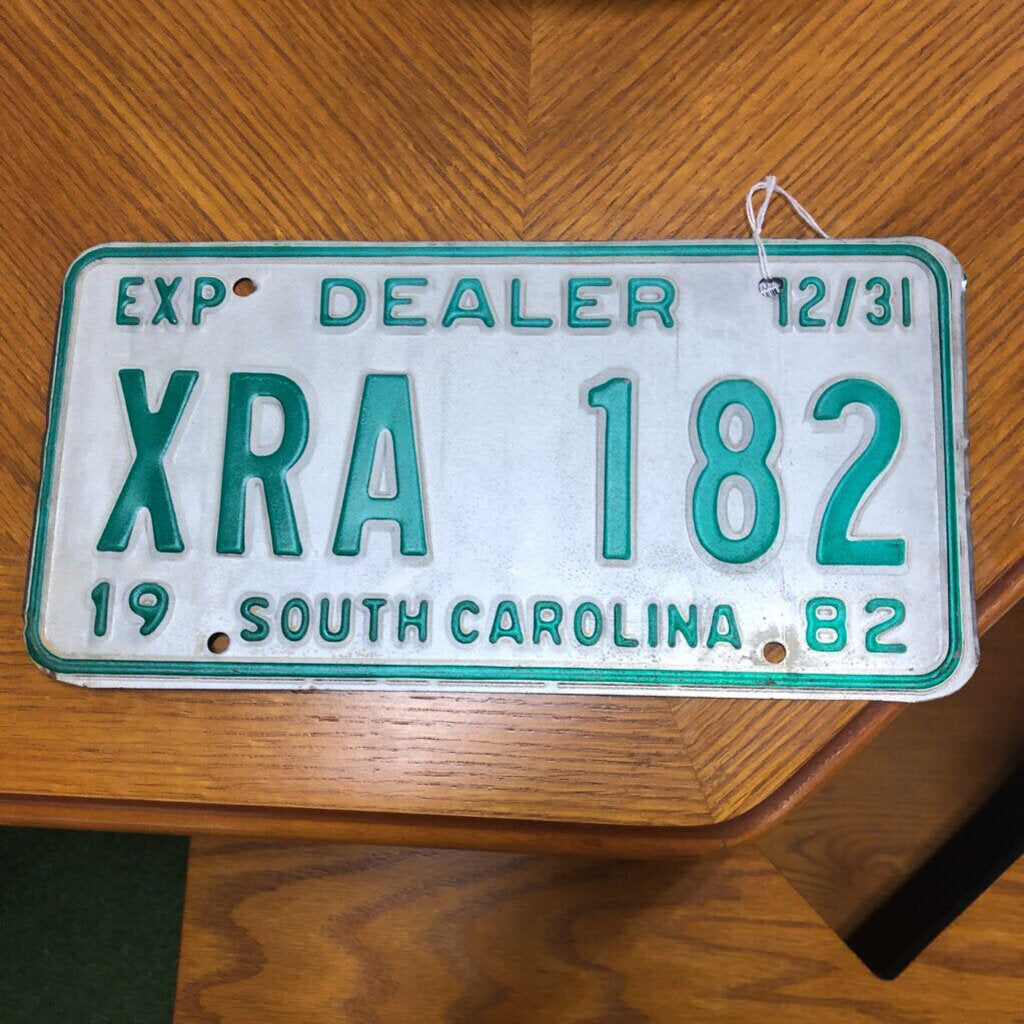 EXP DEALER 12/31
XRA 182
19 SOUTH CAROLINA 82